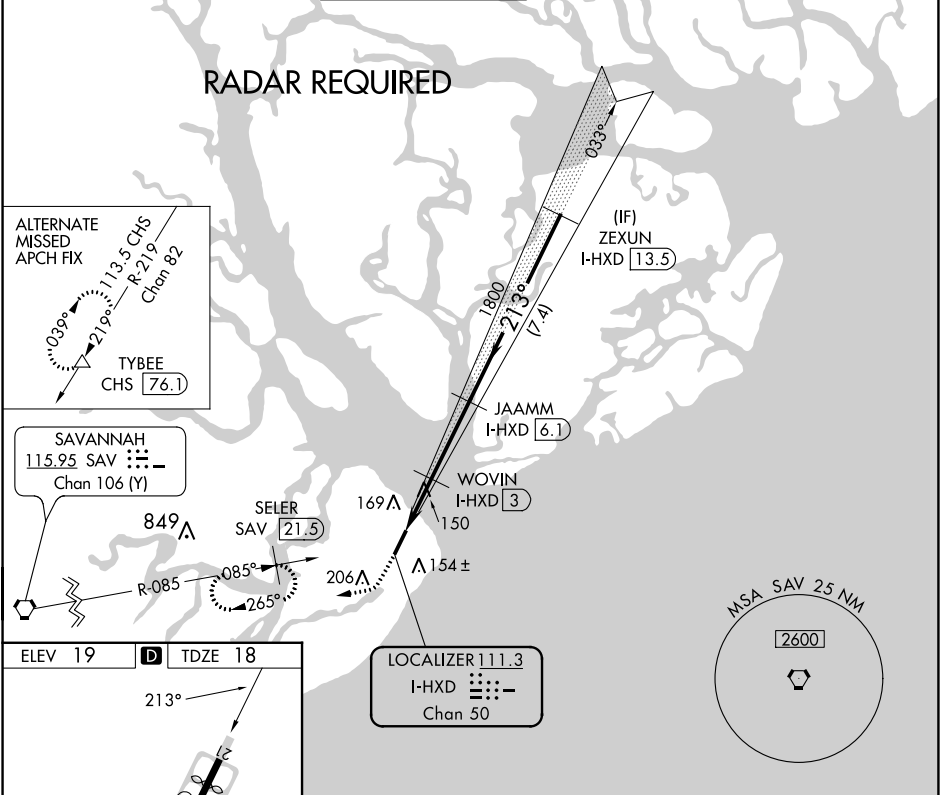 RADAR REQUIRED
033°
(IF)
ZEXUN
I-HXD 13.5
1800
213°
(7.4)
ALTERNATE
MISSED
APCH FIX
113.5 CHS
R-219
Chan 82
039°
219°
TYBEE
CHS 76.1
JAAMM
I-HXD 6.1
SAVANNAH
115.95 SAV
Chan 106 (Y)
WOVIN
I-HXD 3
150
169
SELER
SAV 21.5
849
154 ±
206
R-085
085°
265°
MSA SAV 25 NM
2600
LOCALIZER 111.3
I-HXD
Chan 50
ELEV 19 D TDZE 18
213°
21